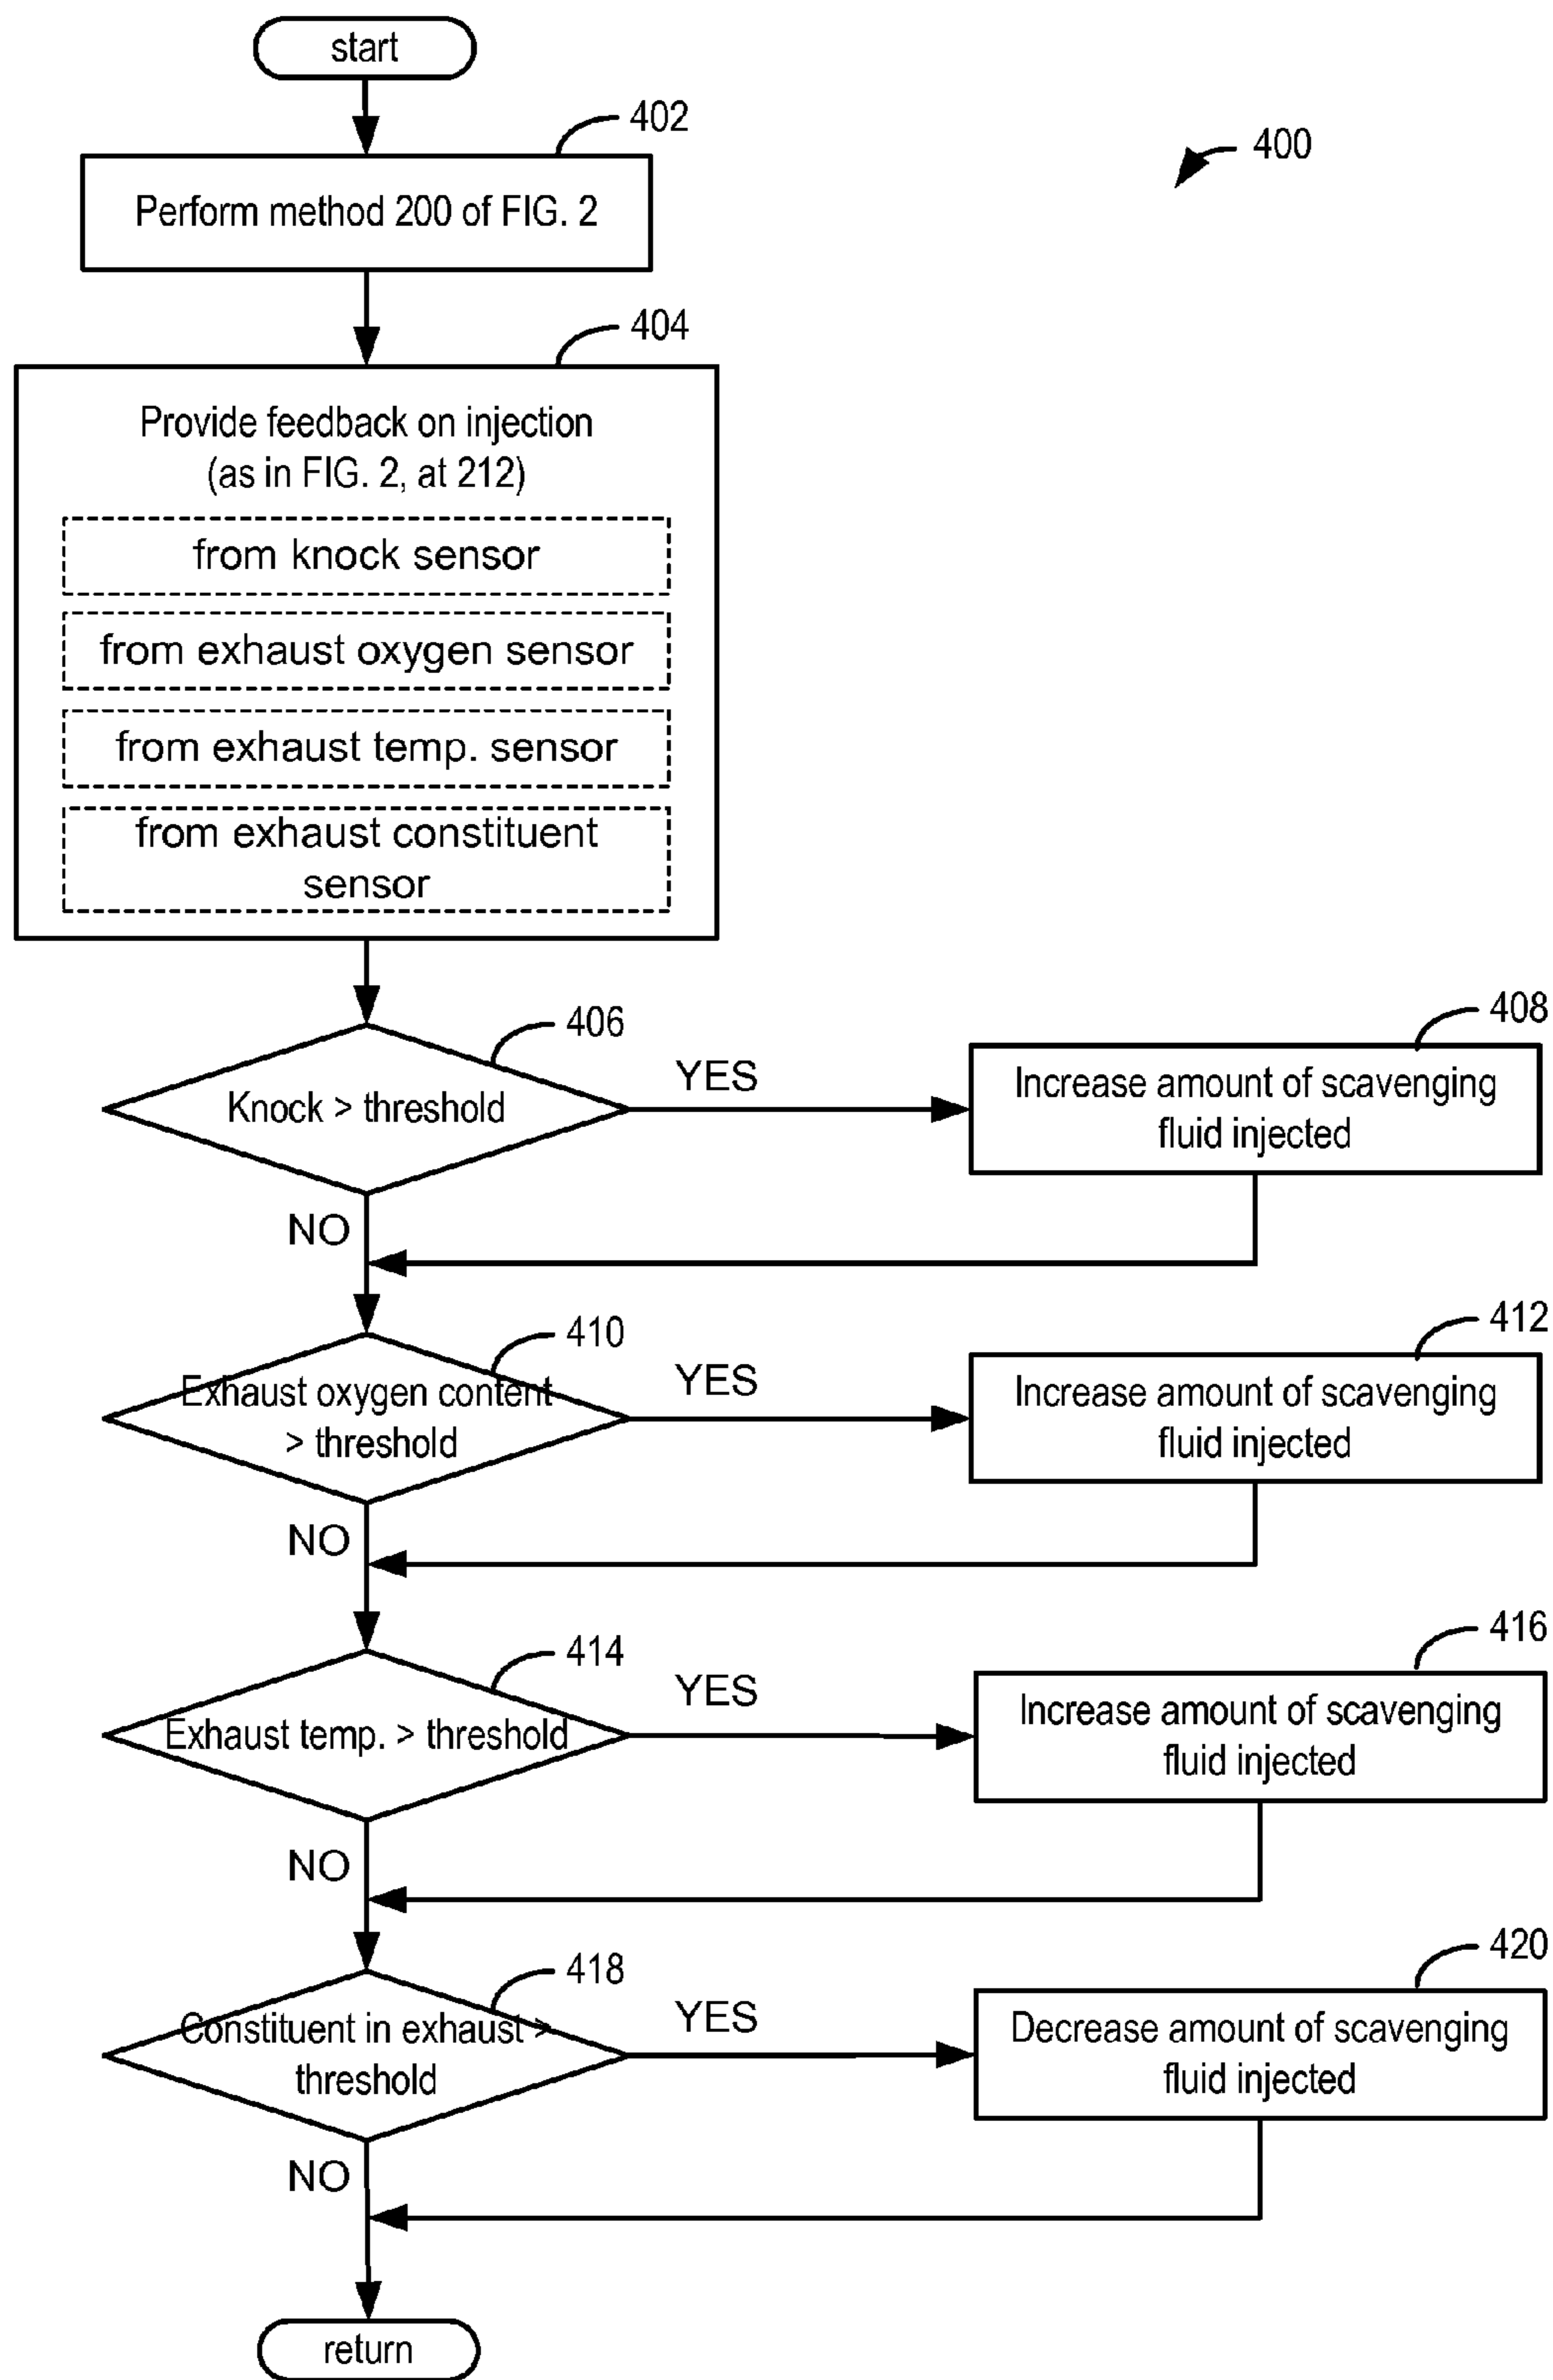 start
402
400
Perform method 200 of FIG. 2
404
Provide feedback on injection
(as in FIG. 2, at 212)
from knock sensor
from exhaust oxygen sensor
from exhaust temp. sensor
from exhaust constituent
sensor
406
408
Knock > threshold
YES
Increase amount of scavenging
fluid injected
NO
410
412
Exhaust oxygen content
> threshold
YES
Increase amount of scavenging
fluid injected
NO
414
416
Exhaust temp. > threshold
YES
Increase amount of scavenging
fluid injected
NO
418
420
Constituent in exhaust >
threshold
YES
Decrease amount of scavenging
fluid injected
NO
return